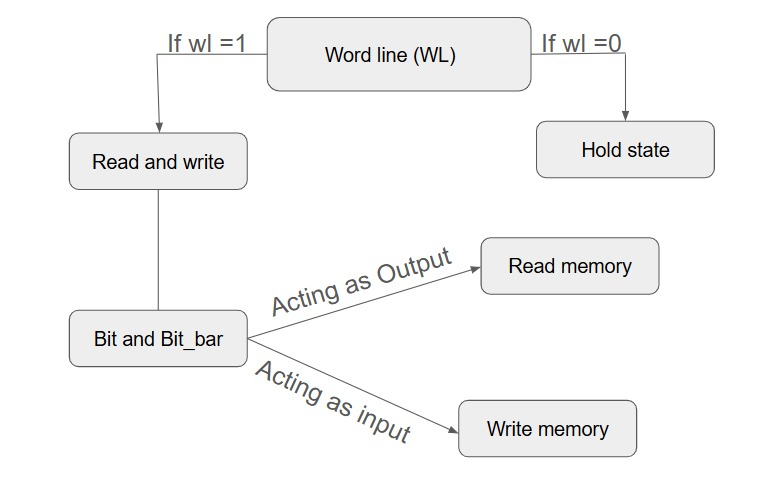 If wl =1
Word line (WL)
If wl =0
Read and write
Hold state
Acting as Output
Read memory
Bit and Bit_bar
Acting as input
Write memory